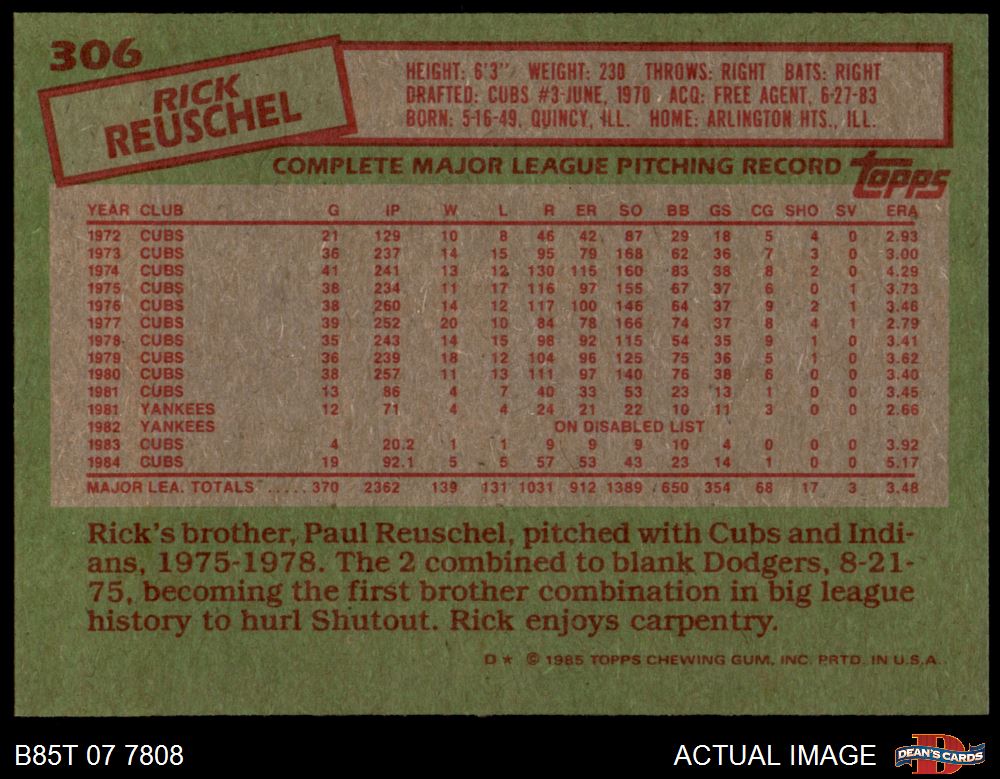 306
RICK
REUSCHEL
HEIGHT: 6'3" WEIGHT: 230 THROWS: RIGHT BATS: RIGHT
DRAFTED: CUBS #3-JUNE, 1970 ACQ: FREE AGENT, 6-27-83
BORN: 5-16-49, QUINCY, ILL. HOME: ARLINGTON HTS., ILL.
COMPLETE MAJOR LEAGUE PITCHING RECORD
Topps
YEAR CLUB G IP W L R ER SO BB GS CG SHO SV ERA
1972 CUBS 21 129 10 8 46 42 87 29 18 5 4 0 2.93
1973 CUBS 36 237 14 15 95 79 168 62 36 7 3 0 3.00
1974 CUBS 41 241 13 12 130 115 160 83 38 8 2 0 4.29
1975 CUBS 38 234 11 17 116 97 155 67 37 6 0 1 3.73
1976 CUBS 38 260 14 12 117 100 146 64 37 9 2 1 3.46
1977 CUBS 39 252 20 10 84 78 166 74 37 8 4 1 2.79
1978 CUBS 35 243 14 15 98 92 115 54 35 9 1 0 3.41
1979 CUBS 36 239 18 12 104 96 125 75 36 5 1 0 3.62
1980 CUBS 38 257 11 13 111 97 140 76 38 6 0 0 3.40
1981 CUBS 13 86 4 7 40 33 53 23 13 1 0 0 3.45
1981 YANKEES 12 71 4 4 24 21 22 10 11 3 0 0 2.66
1982 YANKEES ON DISABLED LIST
1983 CUBS 4 20.2 1 1 9 9 9 10 4 0 0 0 3.92
1984 CUBS 19 92.1 5 5 57 53 43 23 14 1 0 0 5.17
MAJOR LEA. TOTALS ..... 370 2362 139 131 1031 912 1389 650 354 68 17 3 3.48
Rick's brother, Paul Reuschel, pitched with Cubs and Indi-
ans, 1975-1978. The 2 combined to blank Dodgers, 8-21-
75, becoming the first brother combination in big league
history to hurl Shutout. Rick enjoys carpentry.
D * © 1985 TOPPS CHEWING GUM, INC. PRTD. IN U.S.A.
B85T 07 7808
ACTUAL IMAGE
DEAN'S CARDS